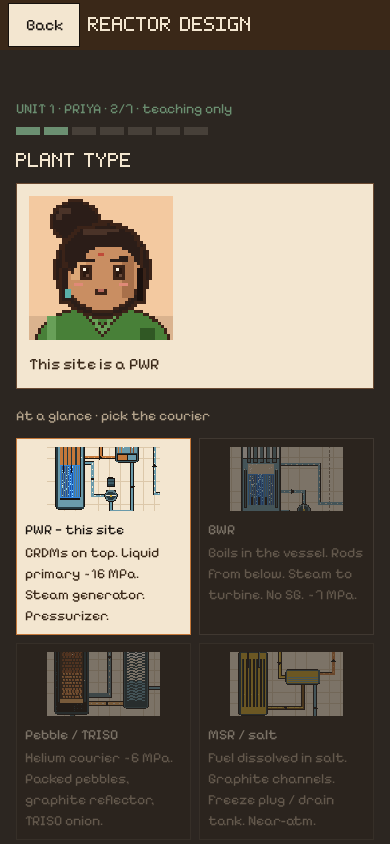 Back
REACTOR DESIGN
UNIT 1 · PRIYA · 2/7 · teaching only
PLANT TYPE
This site is a PWR
At a glance · pick the courier
PWR - this site
CRDMs on top. Liquid
primary ~16 MPa.
Steam generator.
Pressurizer.
BWR
Boils in the vessel. Rods
from below. Steam to
turbine. No SG. ~7 MPa.
Pebble / TRISO
Helium courier ~6 MPa.
Packed pebbles,
graphite reflector.
TRISO onion.
MSR / salt
Fuel dissolved in salt.
Graphite channels.
Freeze plug / drain
tank. Near-atm.